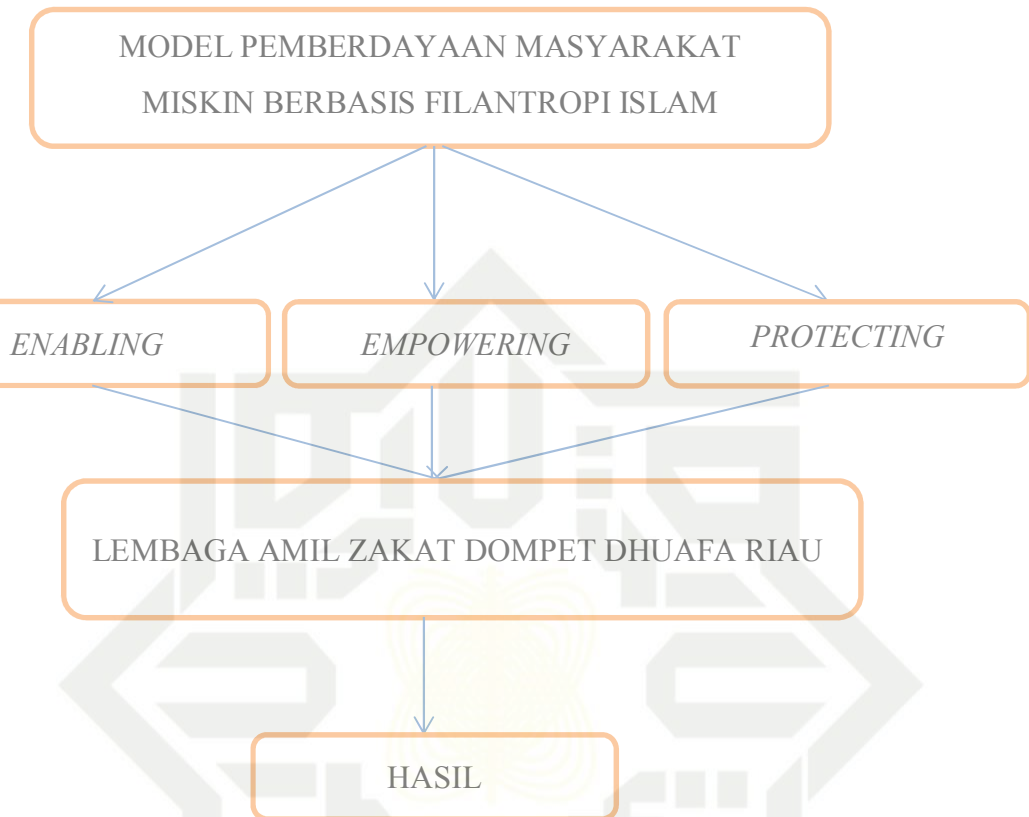 MODEL PEMBERDAYAAN MASYARAKAT
MISKIN BERBASIS FILANTROPI ISLAM
ENABLING
EMPOWERING
PROTECTING
LEMBAGA AMIL ZAKAT DOMPET DHUAFA RIAU
HASIL